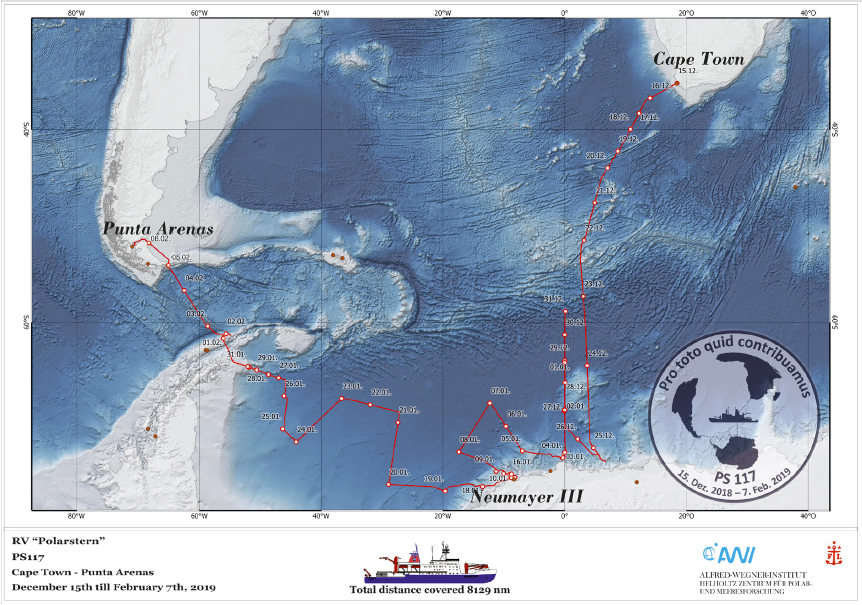 80°W
60°W
40°W
20°W
0°
20°E
40°E
Cape Town
15.12.
16.12.
17.12.
18.12.
19.12.
40°S
40°S
20.12.
21.12.
22.12.
Punta Arenas
06.02.
05.02.
04.02.
23.12.
31.12.
03.02.
02.02.
30.12.
60°S
60°S
01.02.
31.01.
29.12.
24.12.
29.01.
01.01.
28.01.
27.01.
26.01.
28.12.
23.01.
22.01.
07.01.
21.01.
27.12.
02.01.
25.01.
24.01.
06.01.
26.12.
25.12.
08.01.
05.01.
04.01.
03.01.
09.01.
16.01.
20.01.
19.01.
18.01.
10.01.
Neumayer III
Pro toto quid contribuamus
PS 117
15. Dez. 2018 – 7. Feb. 2019
80°W
60°W
40°W
20°W
0°
20°E
40°O
RV “Polarstern”
PS117
Cape Town - Punta Arenas
December 15th till February 7th, 2019
Total distance covered 8129 nm
AWI
ALFRED-WEGNER-INSTITUT
HELHOLTZ ZENTRUM FÜR POLAR-
UND MEERESFORSCHUNG
F L